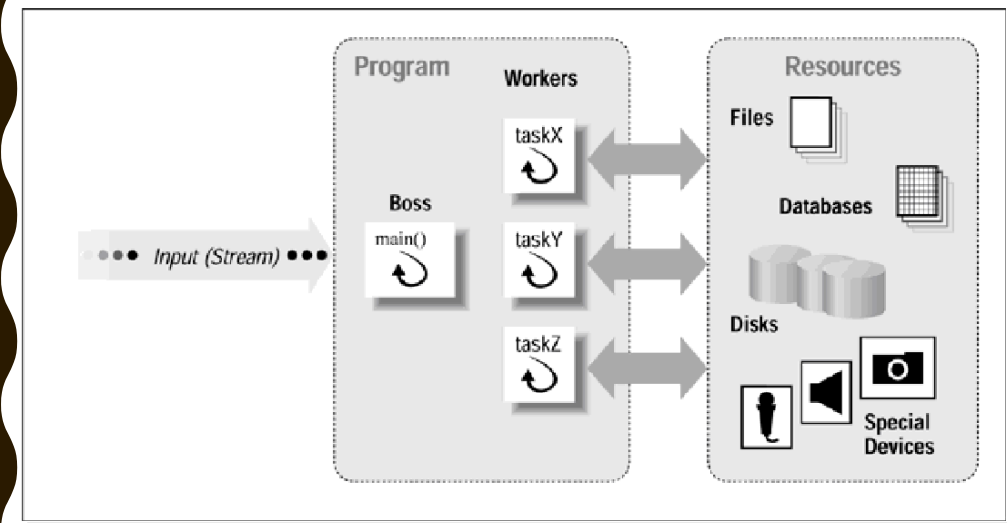 Program
Workers
taskX
Boss
main()
taskY
taskZ
Input (Stream)
Resources
Files
Databases
Disks
Special
Devices